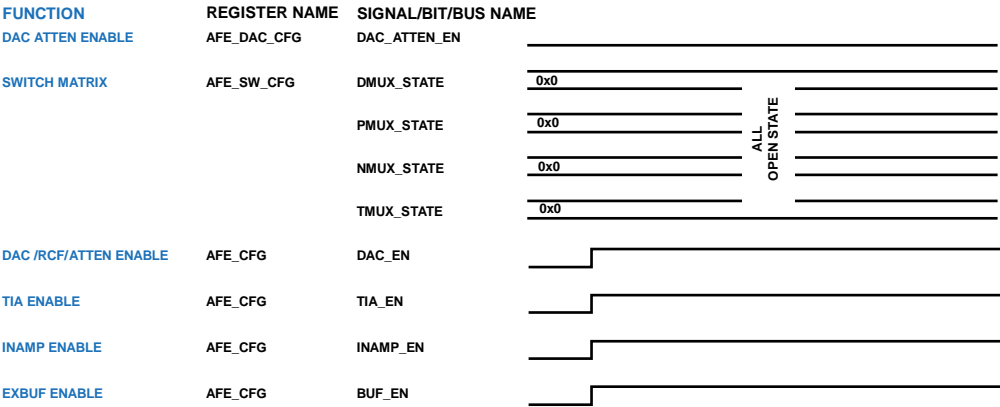 FUNCTION REGISTER NAME SIGNAL/BIT/BUS NAME
DAC ATTEN ENABLE AFE_DAC_CFG DAC_ATTEN_EN
SWITCH MATRIX AFE_SW_CFG DMUX_STATE 0x0
PMUX_STATE 0x0
ALL
OPEN STATE
NMUX_STATE 0x0
TMUX_STATE 0x0
DAC /RCF/ATTEN ENABLE AFE_CFG DAC_EN
TIA ENABLE AFE_CFG TIA_EN
INAMP ENABLE AFE_CFG INAMP_EN
EXBUF ENABLE AFE_CFG BUF_EN